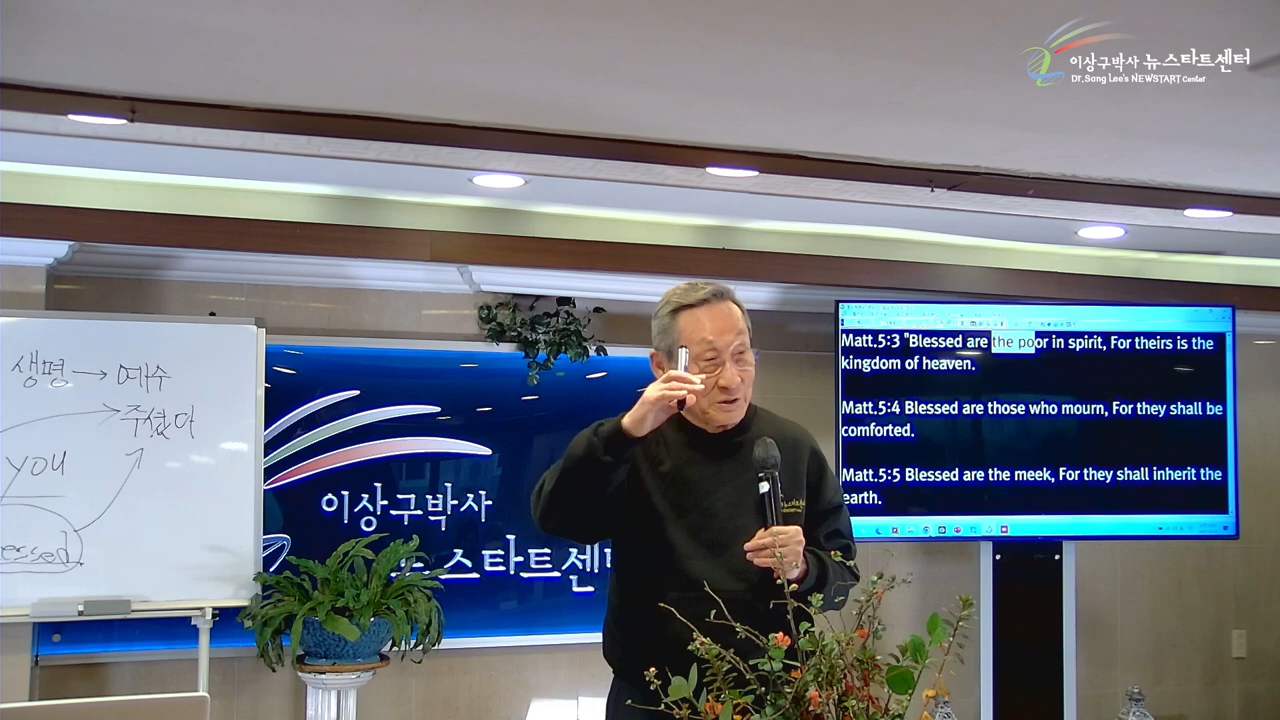 이상구박사 뉴스타트센터
Dr. Sang Lee's NEWSTART Center
생명 → 예수
주셨다
YOU
essed
이상구박사
뉴스타트센
Matt.5:3 "Blessed are the poor in spirit, For theirs is the
kingdom of heaven.
Matt.5:4 Blessed are those who mourn, For they shall be
comforted.
Matt.5:5 Blessed are the meek, For they shall inherit the
earth.